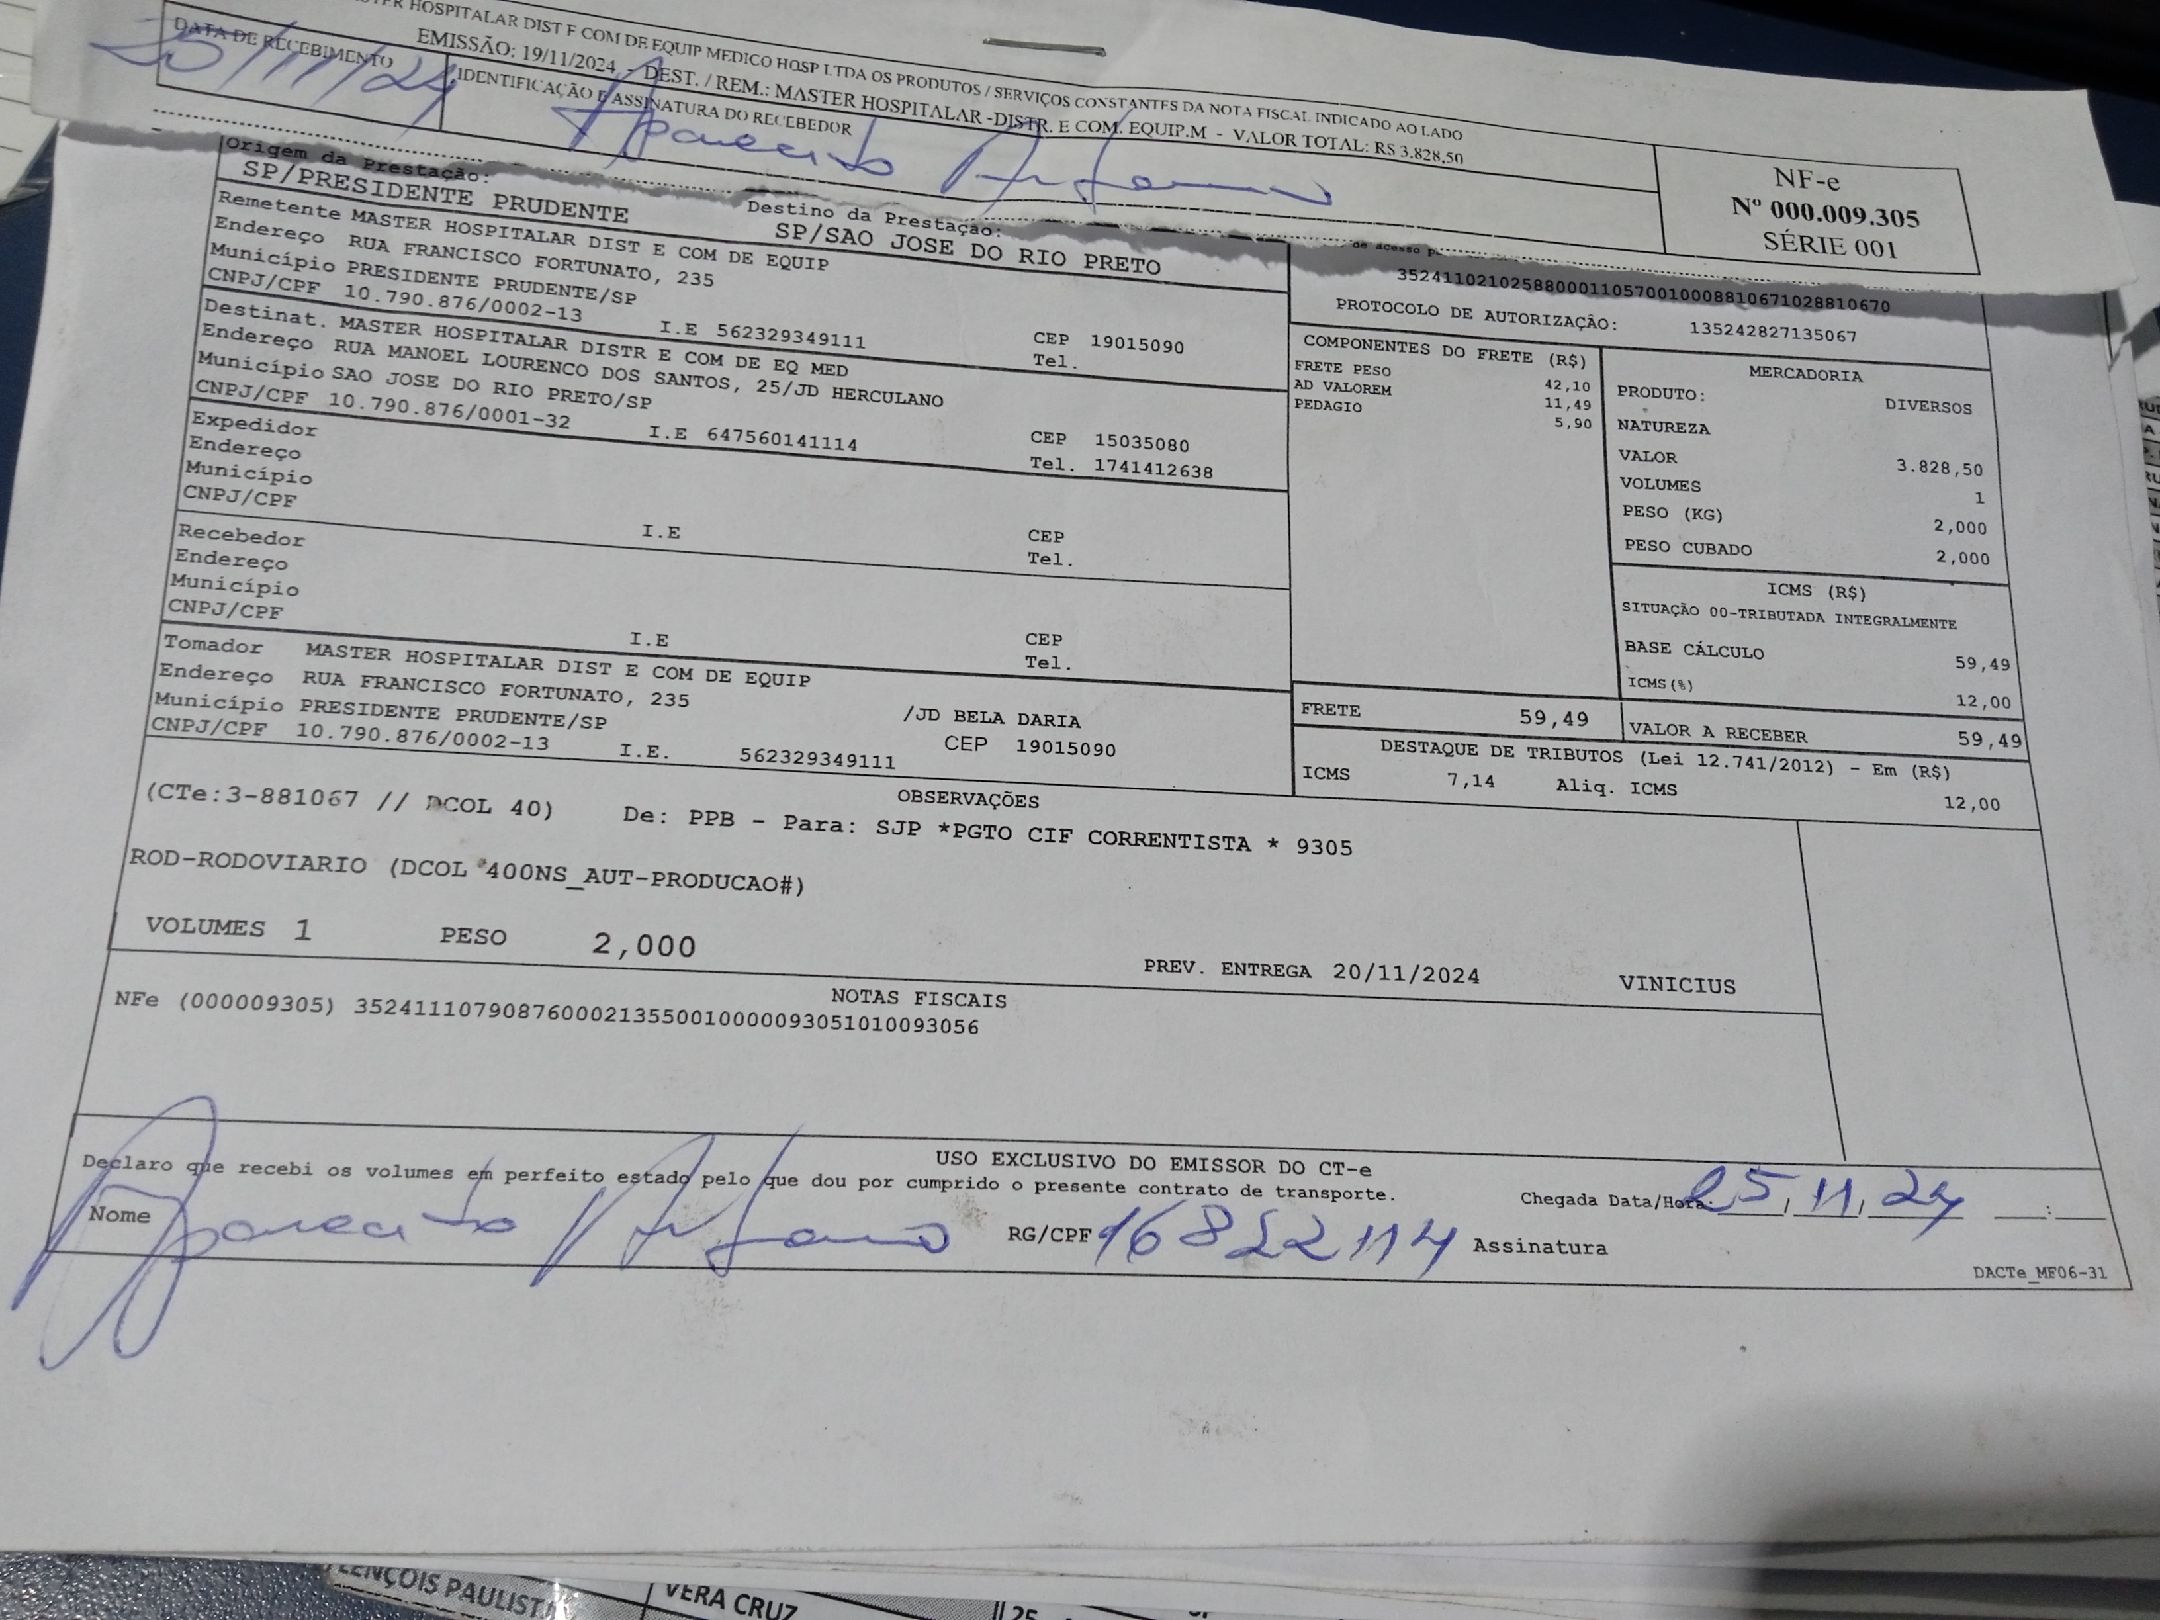 HOSPITALAR DIST E COM DE EQUIP MEDICO HOSP LTDA OS PRODUTOS / SERVIÇOS CONSTANTES DA NOTA FISCAL INDICADO AO LADO
EMISSÃO: 19/11/2024 - DEST. / REM.: MASTER HOSPITALAR -DISTR. E COM. EQUIP.M - VALOR TOTAL: R$ 3.828,50
DATA DE RECEBIMENTO
IDENTIFICAÇÃO E ASSINATURA DO RECEBEDOR
Aparecido
NF-e
Nº 000.009.305
SÉRIE 001
Origem da Prestação:
SP/PRESIDENTE PRUDENTE
Destino da Prestação:
SP/SAO JOSE DO RIO PRETO
de acesso
35241102102588000110570010008810671028810670
PROTOCOLO DE AUTORIZAÇÃO: 135242827135067
Remetente MASTER HOSPITALAR DIST E COM DE EQUIP
Endereço RUA FRANCISCO FORTUNATO, 235
Município PRESIDENTE PRUDENTE/SP CEP 19015090
CNPJ/CPF 10.790.876/0002-13 I.E 562329349111 Tel.
Destinat. MASTER HOSPITALAR DISTR E COM DE EQ MED
Endereço RUA MANOEL LOURENCO DOS SANTOS, 25/JD HERCULANO
Município SAO JOSE DO RIO PRETO/SP CEP 15035080
CNPJ/CPF 10.790.876/0001-32 I.E 647560141114 Tel. 1741412638
Expedidor
Endereço
Município CEP
CNPJ/CPF I.E Tel.
Recebedor
Endereço
Município CEP
CNPJ/CPF I.E Tel.
Tomador MASTER HOSPITALAR DIST E COM DE EQUIP
Endereço RUA FRANCISCO FORTUNATO, 235 /JD BELA DARIA
Município PRESIDENTE PRUDENTE/SP CEP 19015090
CNPJ/CPF 10.790.876/0002-13 I.E. 562329349111
COMPONENTES DO FRETE (R$)
FRETE PESO 42,10
AD VALOREM 11,49
PEDAGIO 5,90
MERCADORIA
PRODUTO: DIVERSOS
NATUREZA
VALOR 3.828,50
VOLUMES 1
PESO (KG) 2,000
PESO CUBADO 2,000
ICMS (R$)
SITUAÇÃO 00-TRIBUTADA INTEGRALMENTE
BASE CÁLCULO 59,49
ICMS(%) 12,00
FRETE 59,49
VALOR A RECEBER 59,49
DESTAQUE DE TRIBUTOS (Lei 12.741/2012) - Em (R$)
ICMS 7,14 Aliq. ICMS 12,00
OBSERVAÇÕES
(CTe:3-881067 // DCOL 40) De: PPB - Para: SJP *PGTO CIF CORRENTISTA * 9305
ROD-RODOVIARIO (DCOL 400NS_AUT-PRODUCAO#)
VOLUMES 1 PESO 2,000
PREV. ENTREGA 20/11/2024 VINICIUS
NOTAS FISCAIS
NFe (000009305) 35241110790876000213550010000093051010093056
USO EXCLUSIVO DO EMISSOR DO CT-e
Declaro que recebi os volumes em perfeito estado pelo que dou por cumprido o presente contrato de transporte.
Chegada Data/Hora: 25,11,24
Nome Aparecido
RG/CPF 16822114 Assinatura
DACTe_MF06-31
LENÇOIS PAULISTA
VERA CRUZ